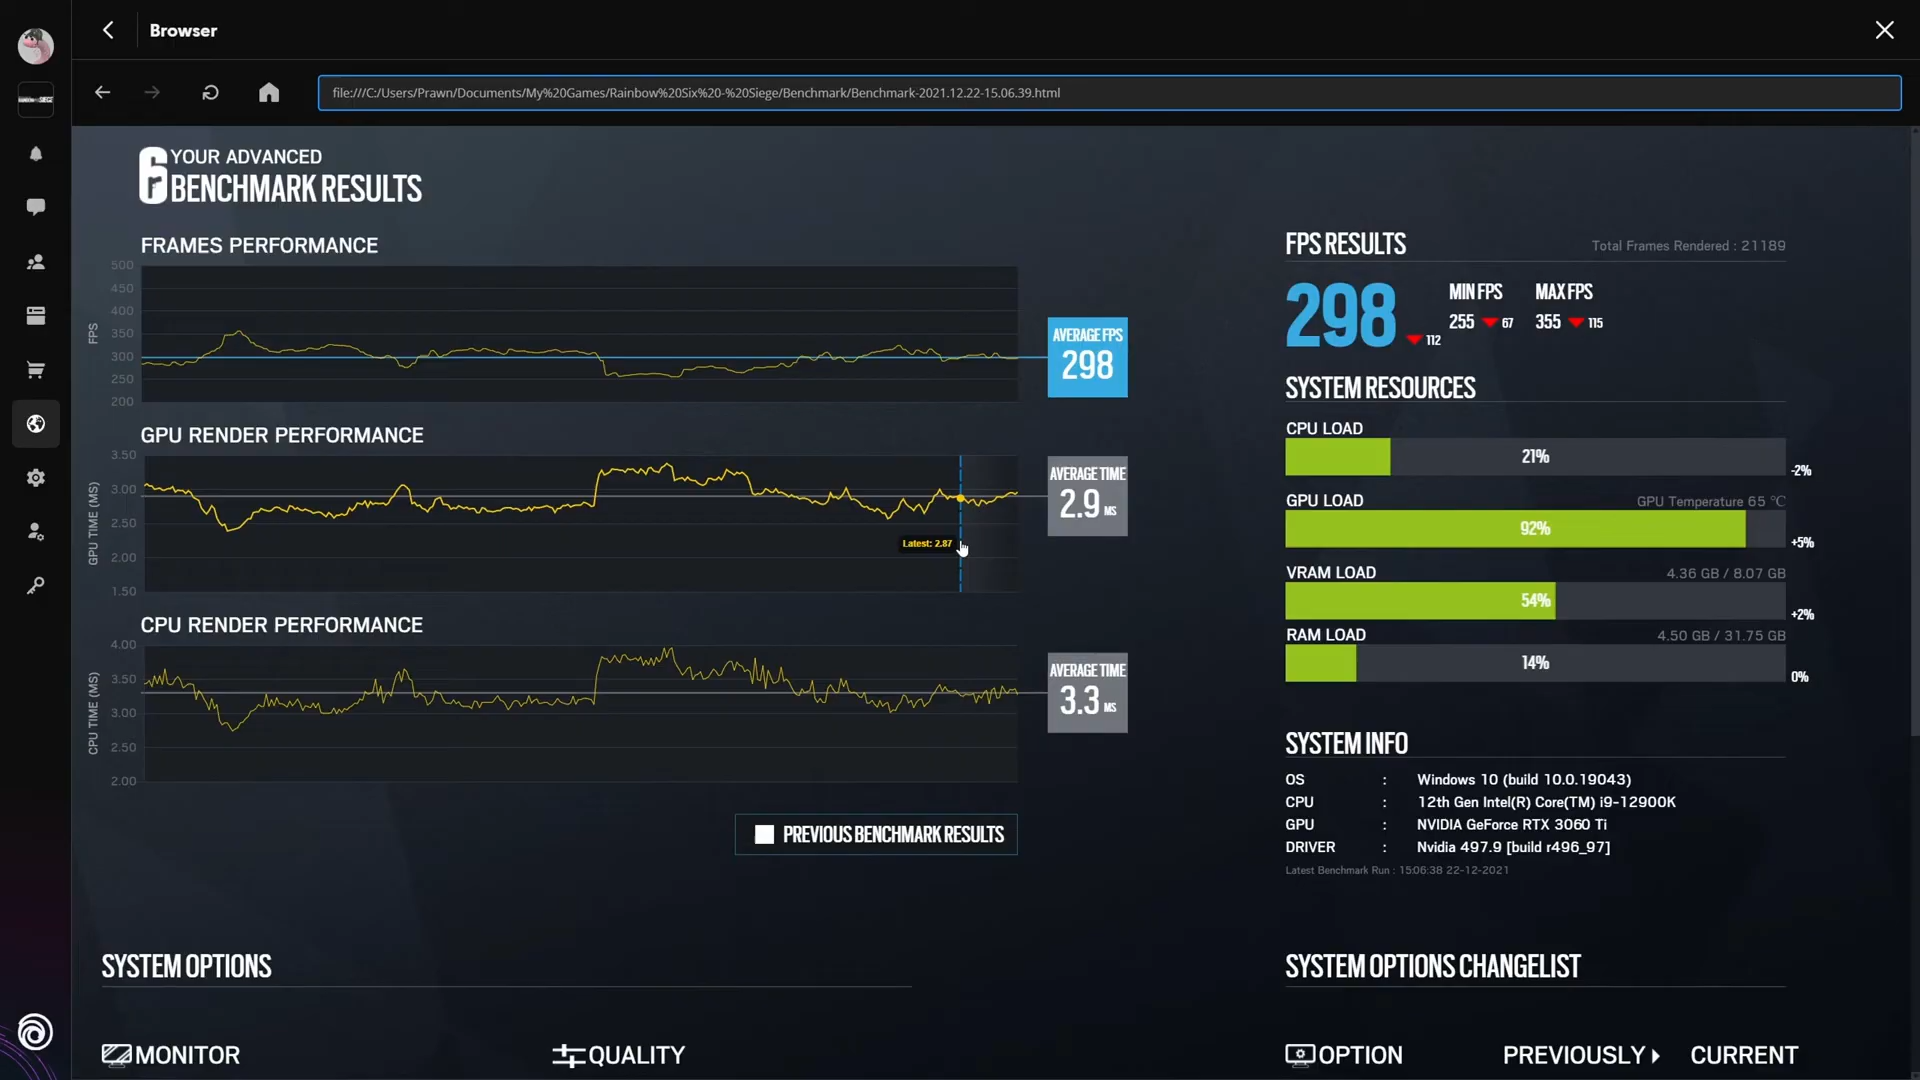 Browser
file:///C:/Users/Prawn/Documents/My%20Games/Rainbow%20Six%20-%20Siege/Benchmark/Benchmark-2021.12.22-15.06.39.html
YOUR ADVANCED
BENCHMARK RESULTS
FRAMES PERFORMANCE
500
450
400
350
300
250
200
FPS
AVERAGE FPS
298
GPU RENDER PERFORMANCE
3.50
3.00
2.50
2.00
1.50
GPU TIME (MS)
Latest: 2.87
AVERAGE TIME
2.9 MS
CPU RENDER PERFORMANCE
4.00
3.50
3.00
2.50
2.00
CPU TIME (MS)
AVERAGE TIME
3.3 MS
PREVIOUS BENCHMARK RESULTS
FPS RESULTS
Total Frames Rendered : 21189
298
112
MIN FPS
255 67
MAX FPS
355 115
SYSTEM RESOURCES
CPU LOAD
21%
-2%
GPU LOAD
GPU Temperature 65 °C
92%
+5%
VRAM LOAD
4.36 GB / 8.07 GB
54%
+2%
RAM LOAD
4.50 GB / 31.75 GB
14%
0%
SYSTEM INFO
OS : Windows 10 (build 10.0.19043)
CPU : 12th Gen Intel(R) Core(TM) i9-12900K
GPU : NVIDIA GeForce RTX 3060 Ti
DRIVER : Nvidia 497.9 [build r496_97]
Latest Benchmark Run : 15:06:38 22-12-2021
SYSTEM OPTIONS
MONITOR
QUALITY
SYSTEM OPTIONS CHANGELIST
OPTION
PREVIOUSLY
CURRENT